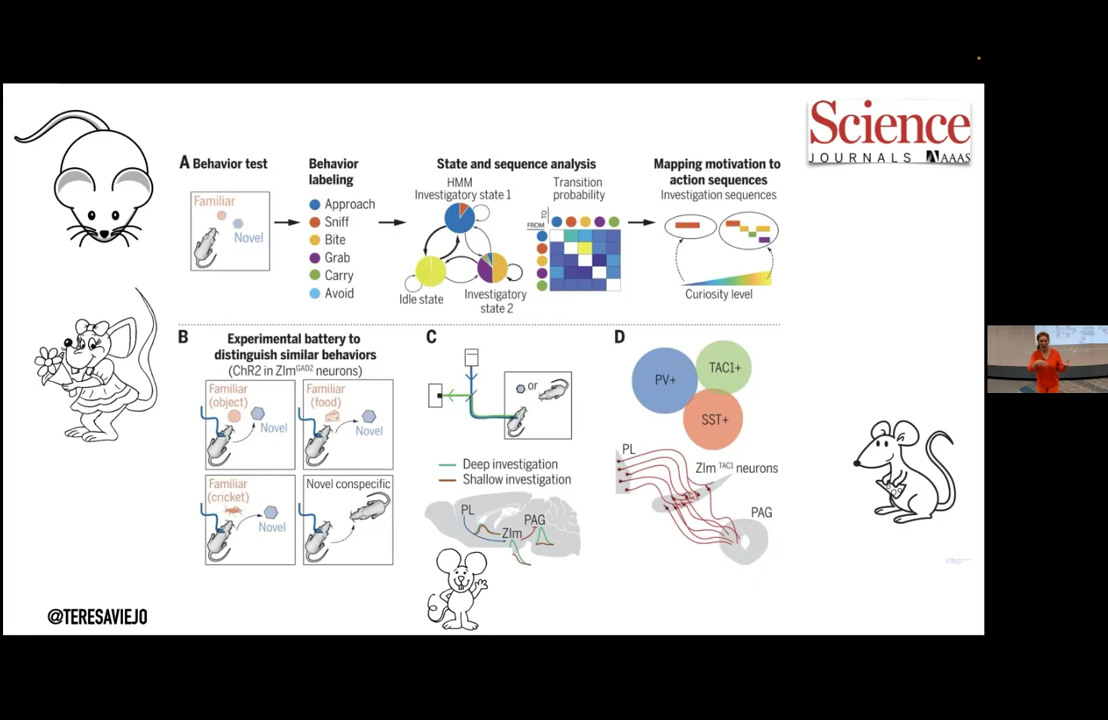 Science
JOURNALS AAAS
A Behavior test
Familiar
Novel
Behavior
labeling
Approach
Sniff
Bite
Grab
Carry
Avoid
State and sequence analysis
HMM
Investigatory state 1
Idle state
Investigatory
state 2
Transition
probability
TO
FROM
Mapping motivation to
action sequences
Investigation sequences
Curiosity level
B Experimental battery to
distinguish similar behaviors
(ChR2 in ZImGAD2 neurons)
Familiar
(object)
Novel
Familiar
(food)
Novel
Familiar
(cricket)
Novel
Novel conspecific
C
or
Deep investigation
Shallow investigation
PL
ZIm
PAG
D
PV+
TAC1+
SST+
PL
ZIm TAC1 neurons
PAG
@TERESAVIEJO